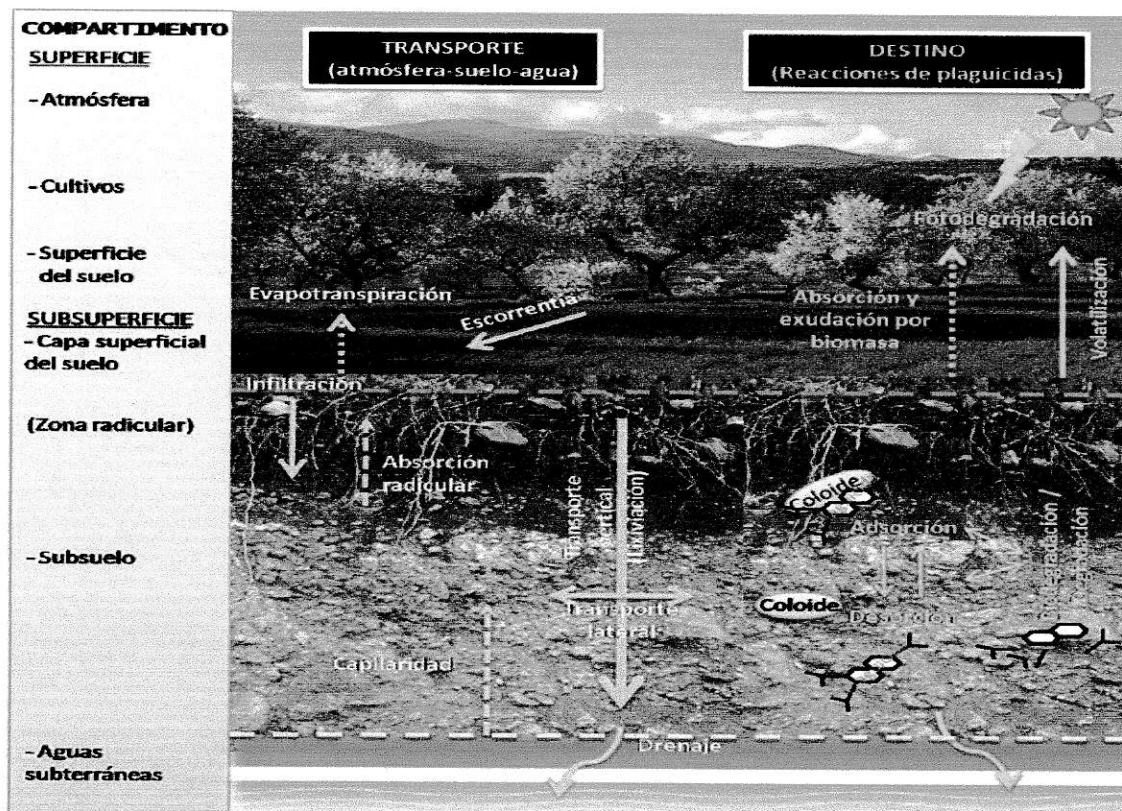 COMPARTIMENTO
SUPERFICIE
- Atmósfera
- Cultivos
- Superficie
del suelo
SUBSUPERFICIE
- Capa superficial
del suelo
(Zona radicular)
- Subsuelo
- Aguas
subterráneas
TRANSPORTE
(atmósfera-suelo-agua)
Evapotranspiración
Escorrentía
Infiltración
Absorción
radicular
Transporte
vertical
(Lixiviación)
Transporte
lateral
Capilaridad
Drenaje
DESTINO
(Reacciones de plaguicidas)
Fotodegradación
Absorción y
exudación por
biomasa
Volatilización
Coloide
Adsorción
Coloide
Desorción